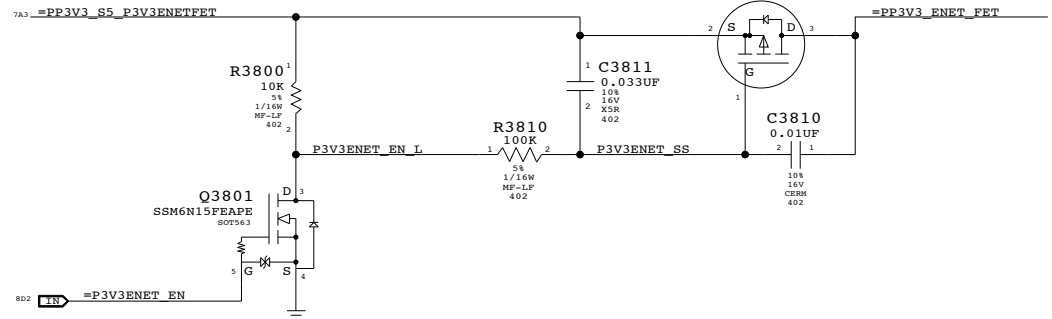 7A3 =PP3V3_S5_P3V3ENETFET
=PP3V3_ENET_FET
2 S D 3
G
1
R3800 1
10K
5%
1/16W
MF-LF
402
2
1 C3811
0.033UF
10%
16V
2 X5R
402
C3810
0.01UF
2 1
10%
16V
CERM
402
R3810
100K
1 2
5%
1/16W
MF-LF
402
P3V3ENET_EN_L
P3V3ENET_SS
Q3801
SSM6N15FEAPE
SOT563
D 3
5 G S 4
8D2 IN =P3V3ENET_EN